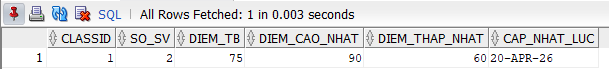 SQL | All Rows Fetched: 1 in 0.003 seconds
CLASSID SO_SV DIEM_TB DIEM_CAO_NHAT DIEM_THAP_NHAT CAP_NHAT_LUC
1 1 2 75 90 60 20-APR-26